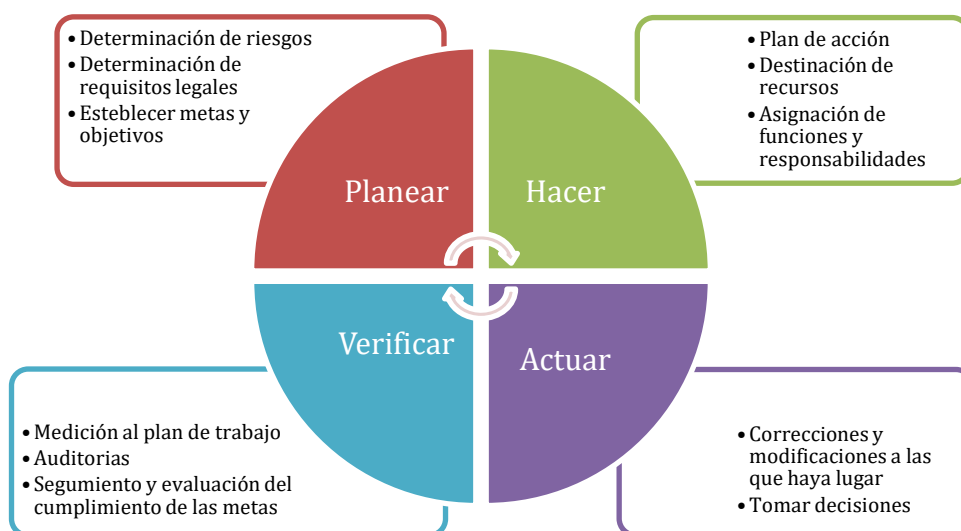 • Determinación de riesgos
• Determinación de
requisitos legales
• Establecer metas y
objetivos
• Plan de acción
• Destinación de
recursos
• Asignación de
funciones y
responsabilidades
Planear
Hacer
Verificar
Actuar
• Medición al plan de trabajo
• Auditorias
• Segumiento y evaluación del
cumplimiento de las metas
• Correcciones y
modificaciones a las
que haya lugar
• Tomar decisiones